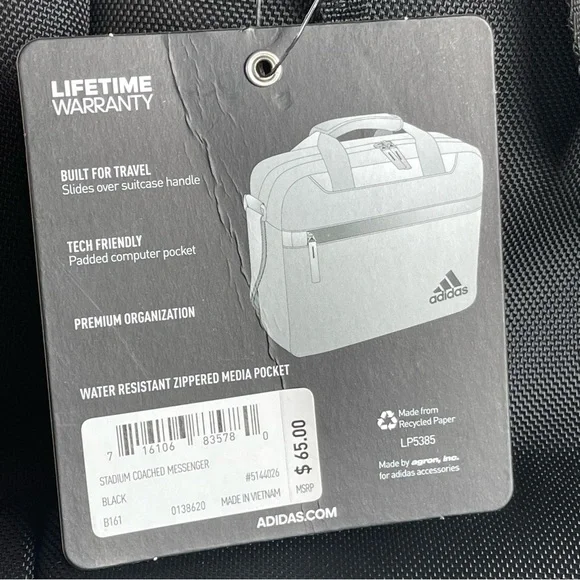 LIFETIME
WARRANTY
BUILT FOR TRAVEL
Slides over suitcase handle
TECH FRIENDLY
Padded computer pocket
PREMIUM ORGANIZATION
WATER RESISTANT ZIPPERED MEDIA POCKET
adidas
7 16106 83578 0
STADIUM COACHED MESSENGER
BLACK #5144026
B161 0138620 MADE IN VIETNAM
MSRP
$ 65.00
Made from
Recycled Paper
LP5385
Made by agron, inc.
for adidas accessories
ADIDAS.COM